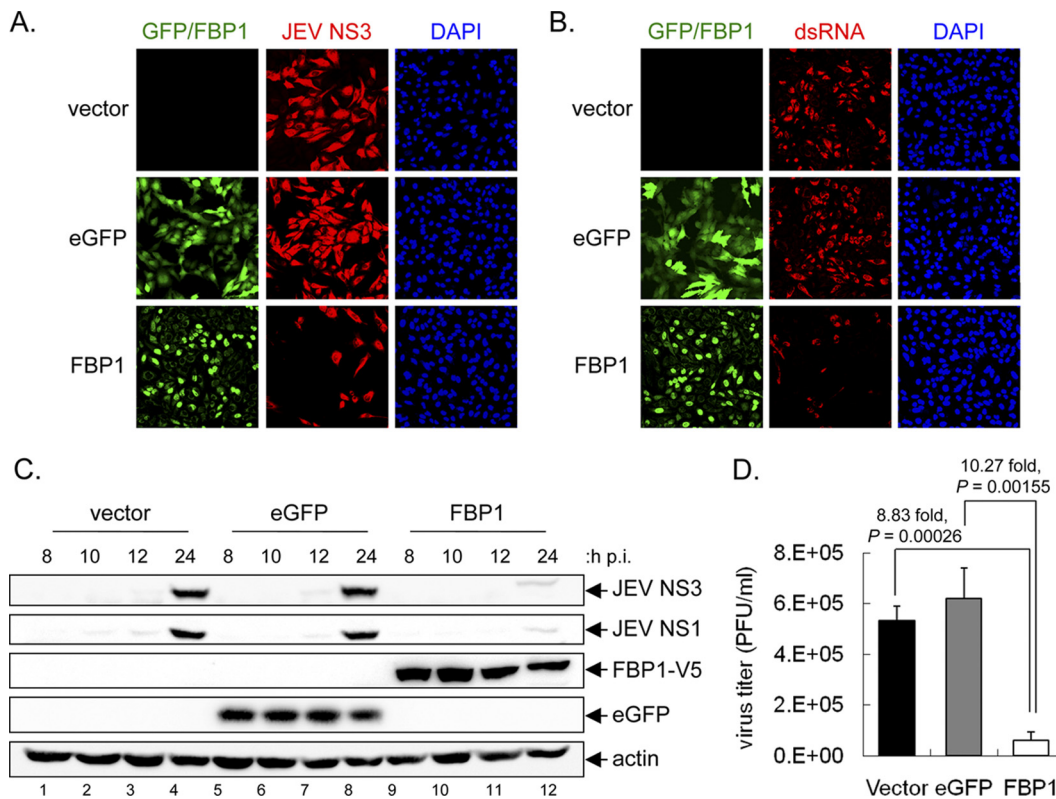 A.
GFP/FBP1 JEV NS3 DAPI
vector
eGFP
FBP1
B.
GFP/FBP1 dsRNA DAPI
vector
eGFP
FBP1
C.
vector eGFP FBP1
8 10 12 24 8 10 12 24 8 10 12 24 :h p.i.
JEV NS3
JEV NS1
FBP1-V5
eGFP
actin
1 2 3 4 5 6 7 8 9 10 11 12
D.
10.27 fold,
P = 0.00155
8.83 fold,
P = 0.00026
virus titer (PFU/ml)
8.E+05
6.E+05
4.E+05
2.E+05
0.E+00
Vector eGFP FBP1